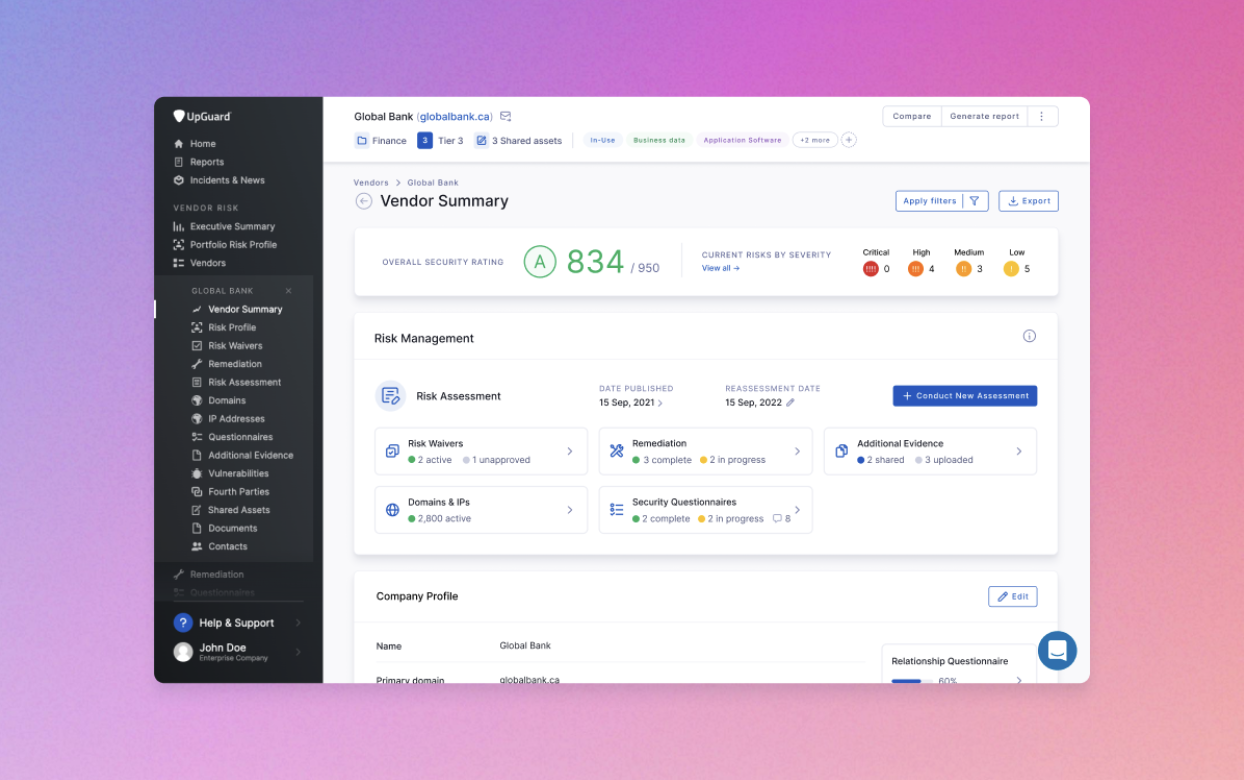 UpGuard
Home
Reports
Incidents & News
VENDOR RISK
Executive Summary
Portfolio Risk Profile
Vendors
GLOBAL BANK
Vendor Summary
Risk Profile
Risk Waivers
Remediation
Risk Assessment
Domains
IP Addresses
Questionnaires
Additional Evidence
Vulnerabilities
Fourth Parties
Shared Assets
Documents
Contacts
Remediation
Questionnaires
? Help & Support
John Doe
Enterprise Company
Global Bank (globalbank.ca)
Compare Generate report
Finance 3 Tier 3 3 Shared assets In-Use Business data Application Software +2 more
Vendors > Global Bank
Vendor Summary
Apply filters Export
OVERALL SECURITY RATING A 834 / 950
CURRENT RISKS BY SEVERITY
View all →
Critical High Medium Low
!!!! 0 !!! 4 !! 3 ! 5
Risk Management
Risk Assessment
DATE PUBLISHED
15 Sep, 2021
REASSESSMENT DATE
15 Sep, 2022
+ Conduct New Assessment
Risk Waivers
2 active 1 unapproved
Remediation
3 complete 2 in progress
Additional Evidence
2 shared 3 uploaded
Domains & IPs
2,800 active
Security Questionnaires
2 complete 2 in progress 8
Company Profile
Edit
Name Global Bank
Primary domain globalbank.ca
Relationship Questionnaire
60%